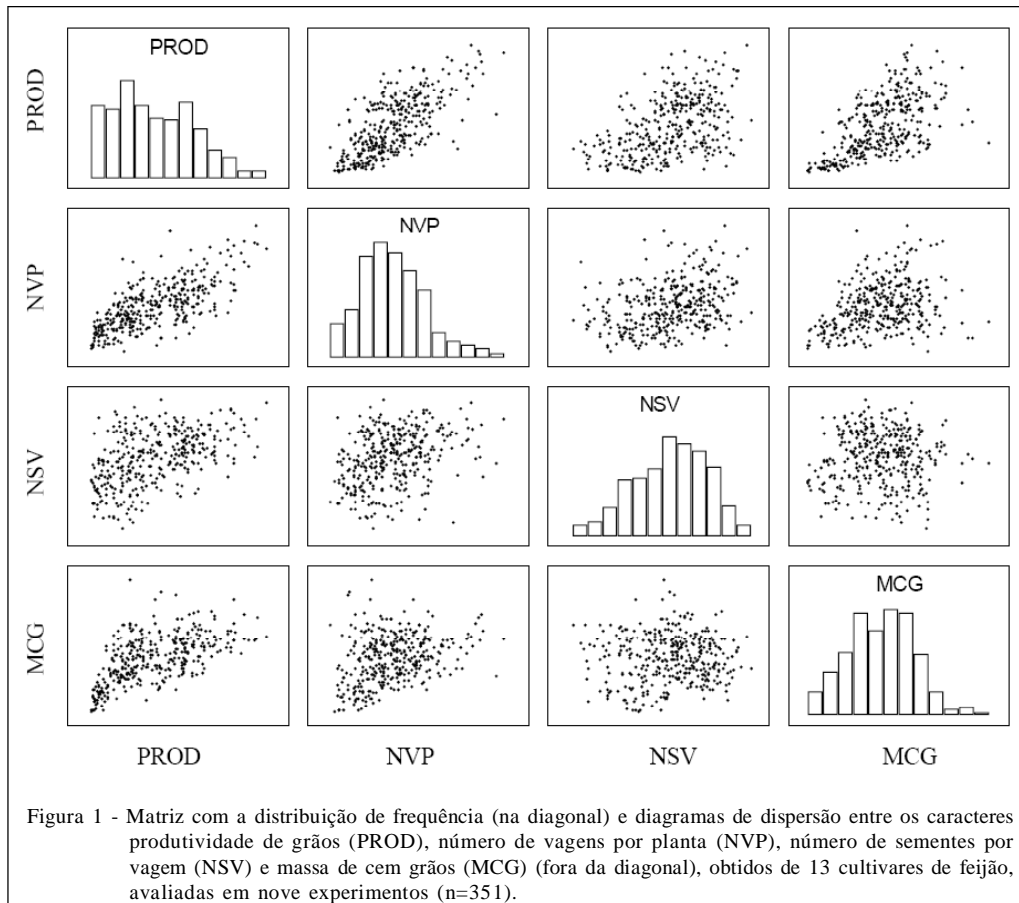 PROD
PROD
NVP
NVP
NSV
NSV
MCG
MCG
PROD NVP NSV MCG
Figura 1 - Matriz com a distribuição de frequência (na diagonal) e diagramas de dispersão entre os caracteres
produtividade de grãos (PROD), número de vagens por planta (NVP), número de sementes por
vagem (NSV) e massa de cem grãos (MCG) (fora da diagonal), obtidos de 13 cultivares de feijão,
avaliadas em nove experimentos (n=351).